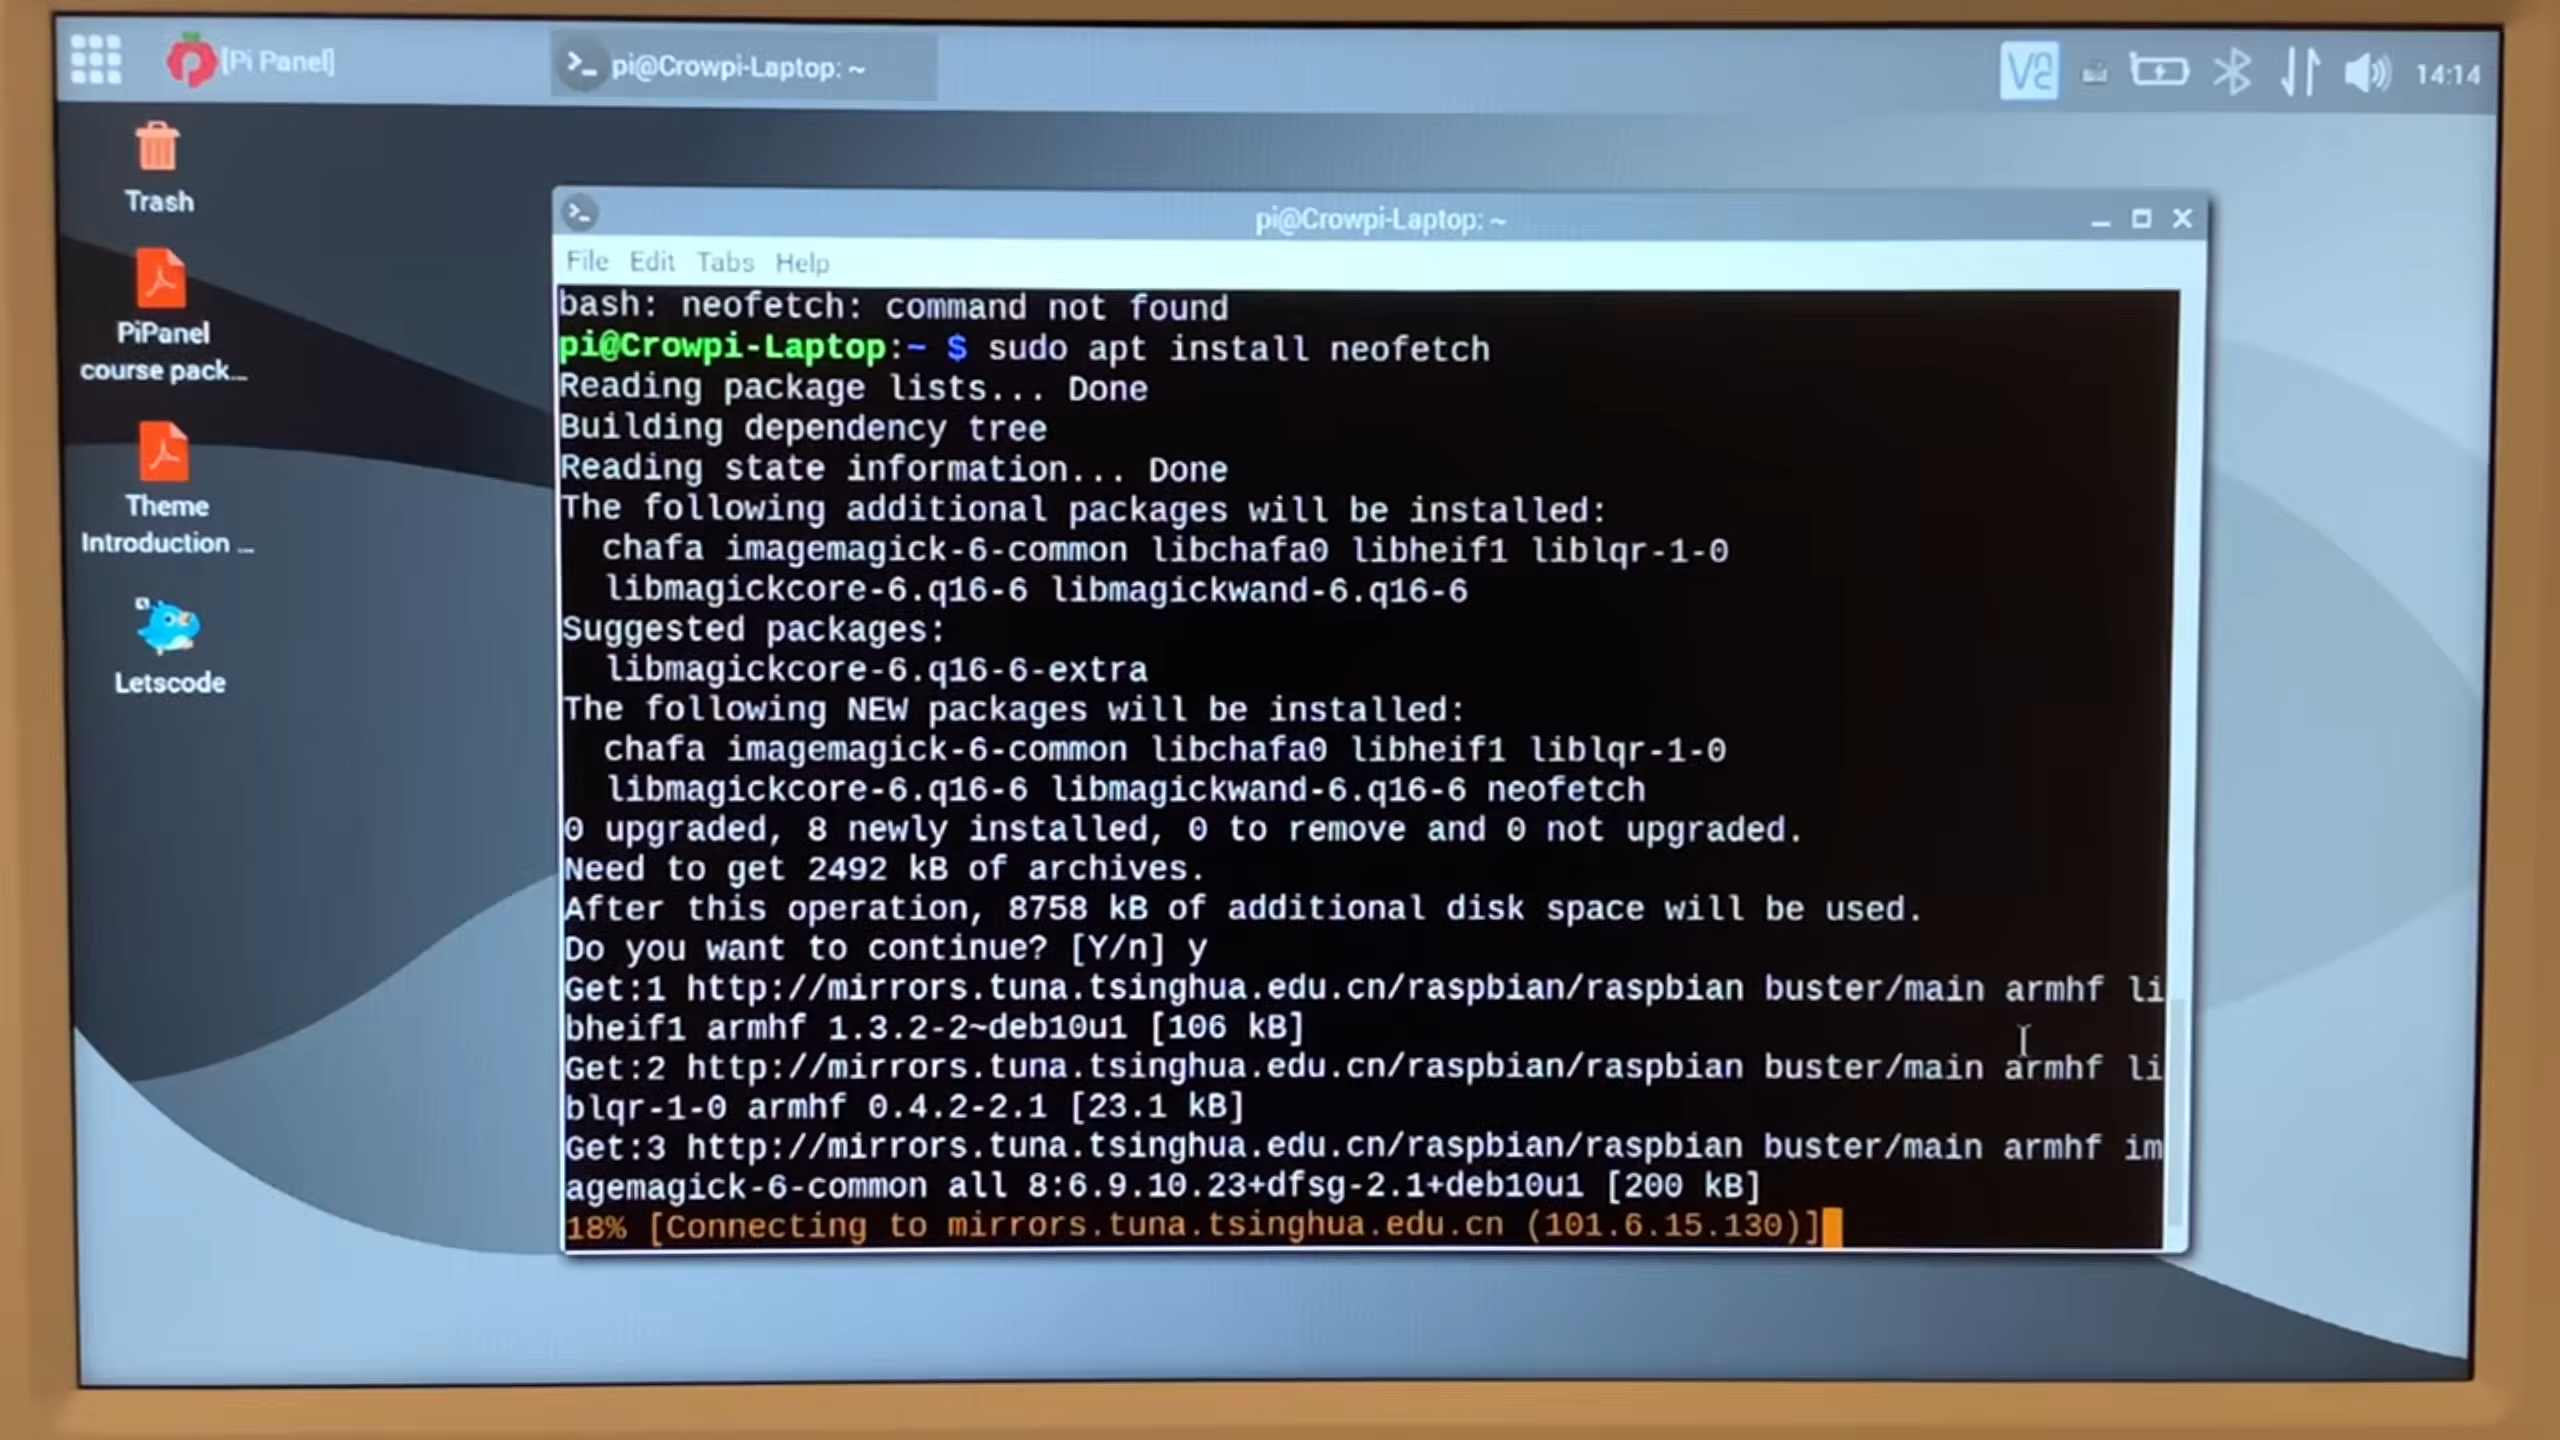 [Pi Panel]
pi@Crowpi-Laptop: ~
14:14
Trash
PiPanel
course pack...
Theme
Introduction ...
Letscode
pi@Crowpi-Laptop: ~
File Edit Tabs Help
bash: neofetch: command not found
pi@Crowpi-Laptop:~ $ sudo apt install neofetch
Reading package lists... Done
Building dependency tree
Reading state information... Done
The following additional packages will be installed:
chafa imagemagick-6-common libchafa0 libheif1 liblqr-1-0
libmagickcore-6.q16-6 libmagickwand-6.q16-6
Suggested packages:
libmagickcore-6.q16-6-extra
The following NEW packages will be installed:
chafa imagemagick-6-common libchafa0 libheif1 liblqr-1-0
libmagickcore-6.q16-6 libmagickwand-6.q16-6 neofetch
0 upgraded, 8 newly installed, 0 to remove and 0 not upgraded.
Need to get 2492 kB of archives.
After this operation, 8758 kB of additional disk space will be used.
Do you want to continue? [Y/n] y
Get:1 http://mirrors.tuna.tsinghua.edu.cn/raspbian/raspbian buster/main armhf li
bheif1 armhf 1.3.2-2~deb10u1 [106 kB]
Get:2 http://mirrors.tuna.tsinghua.edu.cn/raspbian/raspbian buster/main armhf li
blqr-1-0 armhf 0.4.2-2.1 [23.1 kB]
Get:3 http://mirrors.tuna.tsinghua.edu.cn/raspbian/raspbian buster/main armhf im
agemagick-6-common all 8:6.9.10.23+dfsg-2.1+deb10u1 [200 kB]
18% [Connecting to mirrors.tuna.tsinghua.edu.cn (101.6.15.130)]